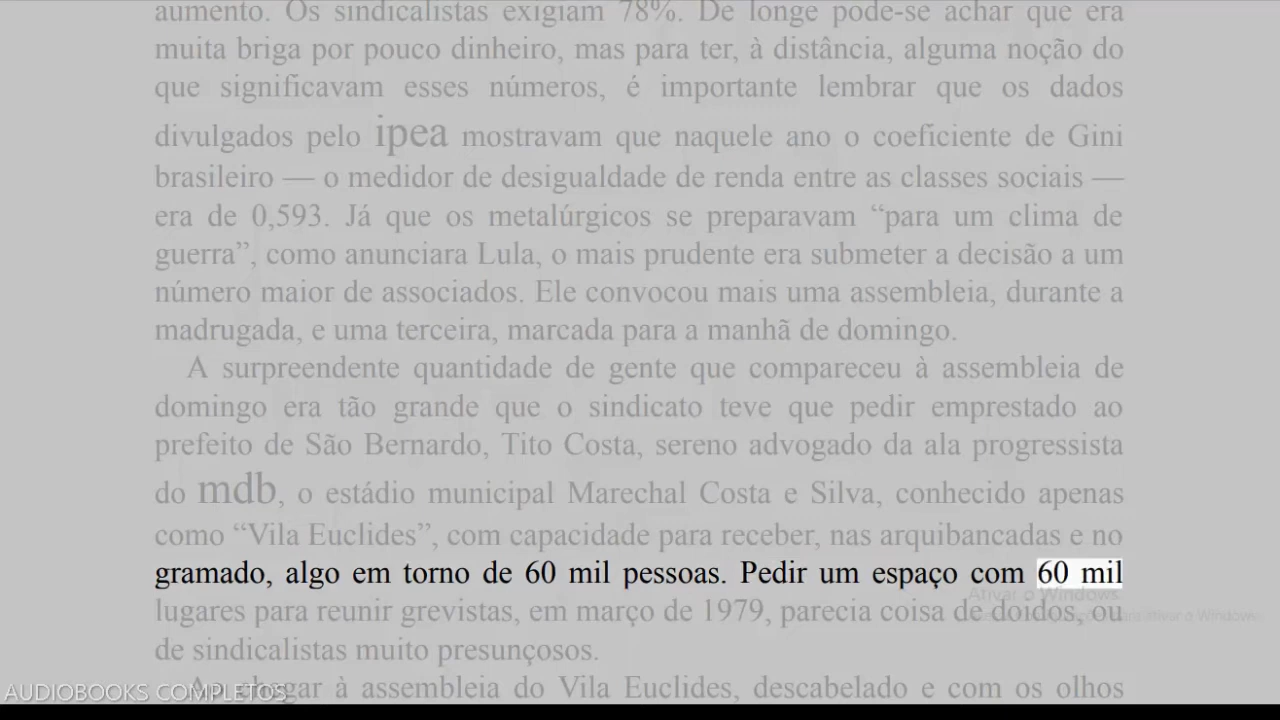 aumento. Os sindicalistas exigiam 78%. De longe pode-se achar que era
muita briga por pouco dinheiro, mas para ter, à distância, alguma noção do
que significavam esses números, é importante lembrar que os dados
divulgados pelo ipea mostravam que naquele ano o coeficiente de Gini
brasileiro — o medidor de desigualdade de renda entre as classes sociais —
era de 0,593. Já que os metalúrgicos se preparavam “para um clima de
guerra”, como anunciara Lula, o mais prudente era submeter a decisão a um
número maior de associados. Ele convocou mais uma assembleia, durante a
madrugada, e uma terceira, marcada para a manhã de domingo.
A surpreendente quantidade de gente que compareceu à assembleia de
domingo era tão grande que o sindicato teve que pedir emprestado ao
prefeito de São Bernardo, Tito Costa, sereno advogado da ala progressista
do mdb, o estádio municipal Marechal Costa e Silva, conhecido apenas
como “Vila Euclides”, com capacidade para receber, nas arquibancadas e no
gramado, algo em torno de 60 mil pessoas. Pedir um espaço com 60 mil
Ativar o Windows
lugares para reunir grevistas, em março de 1979, parecia coisa de doidos, ou
ativar o Windows.
de sindicalistas muito presunçosos.
Ao chegar à assembleia do Vila Euclides, descabelado e com os olhos
AUDIOBOOKS COMPLETOS